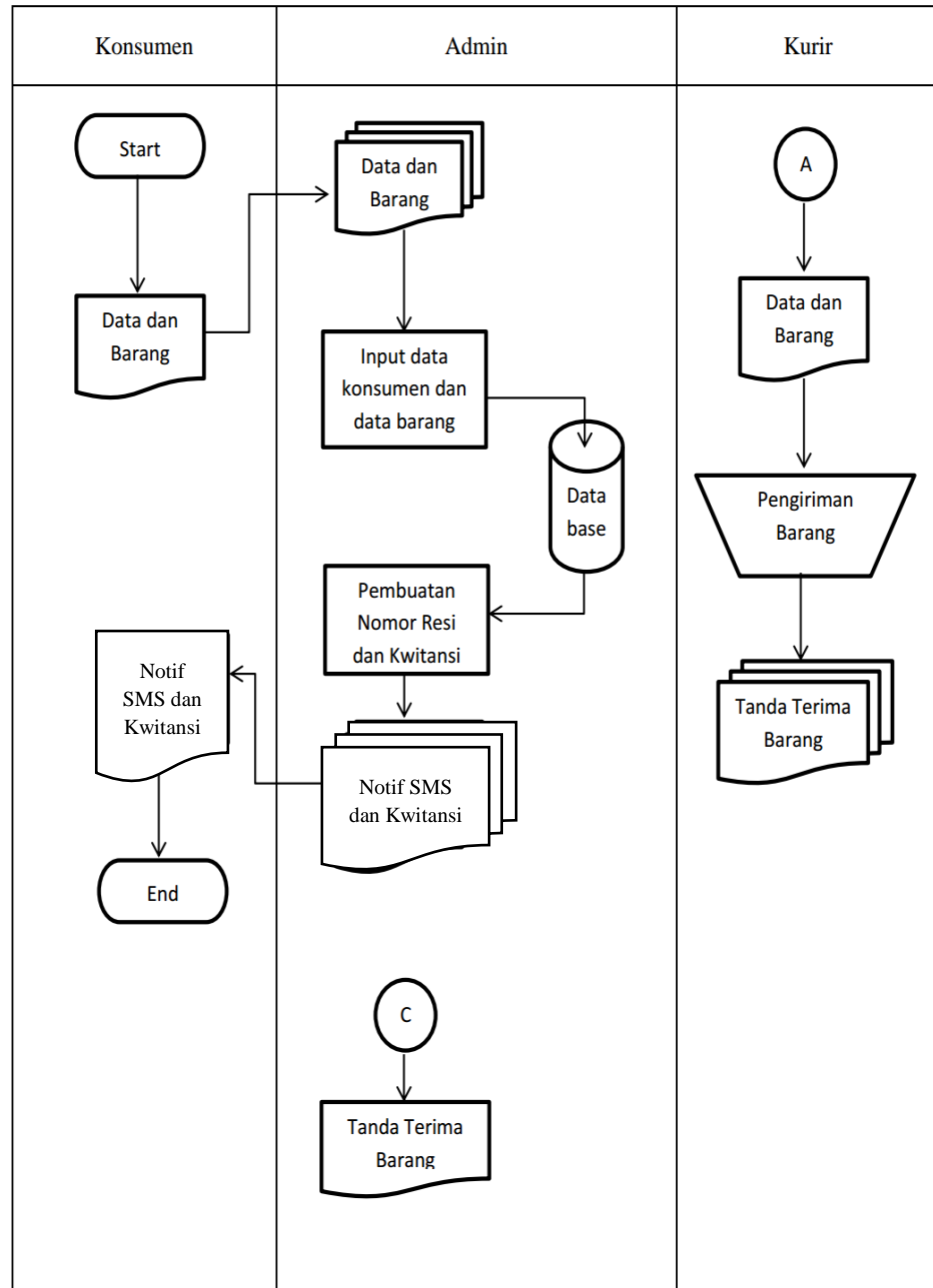 Konsumen
Admin
Kurir
Start
Data dan
Barang
Data dan
Barang
Input data
konsumen dan
data barang
Data
base
Pembuatan
Nomor Resi
dan Kwitansi
Notif SMS
dan Kwitansi
Notif
SMS dan
Kwitansi
End
C
Tanda Terima
Barang
A
Data dan
Barang
Pengiriman
Barang
Tanda Terima
Barang